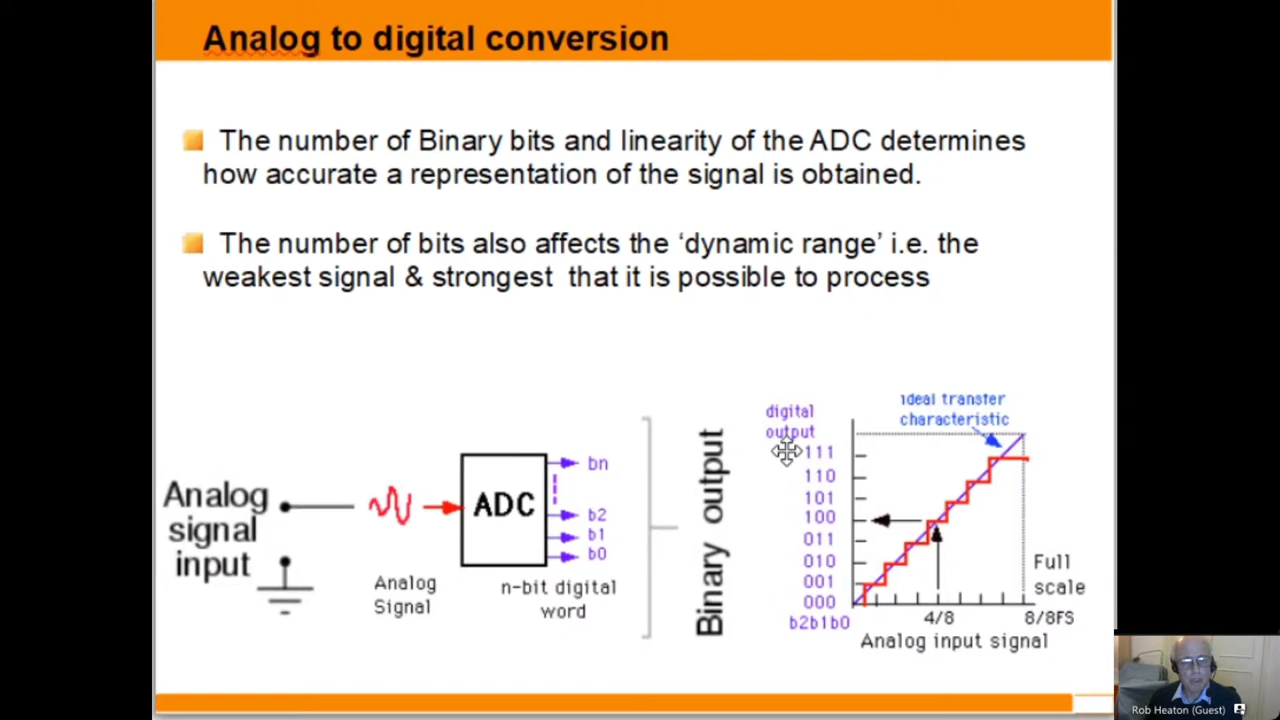 Analog to digital conversion
The number of Binary bits and linearity of the ADC determines
how accurate a representation of the signal is obtained.
The number of bits also affects the ‘dynamic range’ i.e. the
weakest signal & strongest that it is possible to process
Analog
signal
input
Analog
Signal
ADC
bn
b2
b1
b0
n-bit digital
word
Binary output
digital
output
111
110
101
100
011
010
001
000
b2b1b0
ideal transfer
characteristic
Full
scale
4/8
8/8FS
Analog input signal
Rob Heaton (Guest)